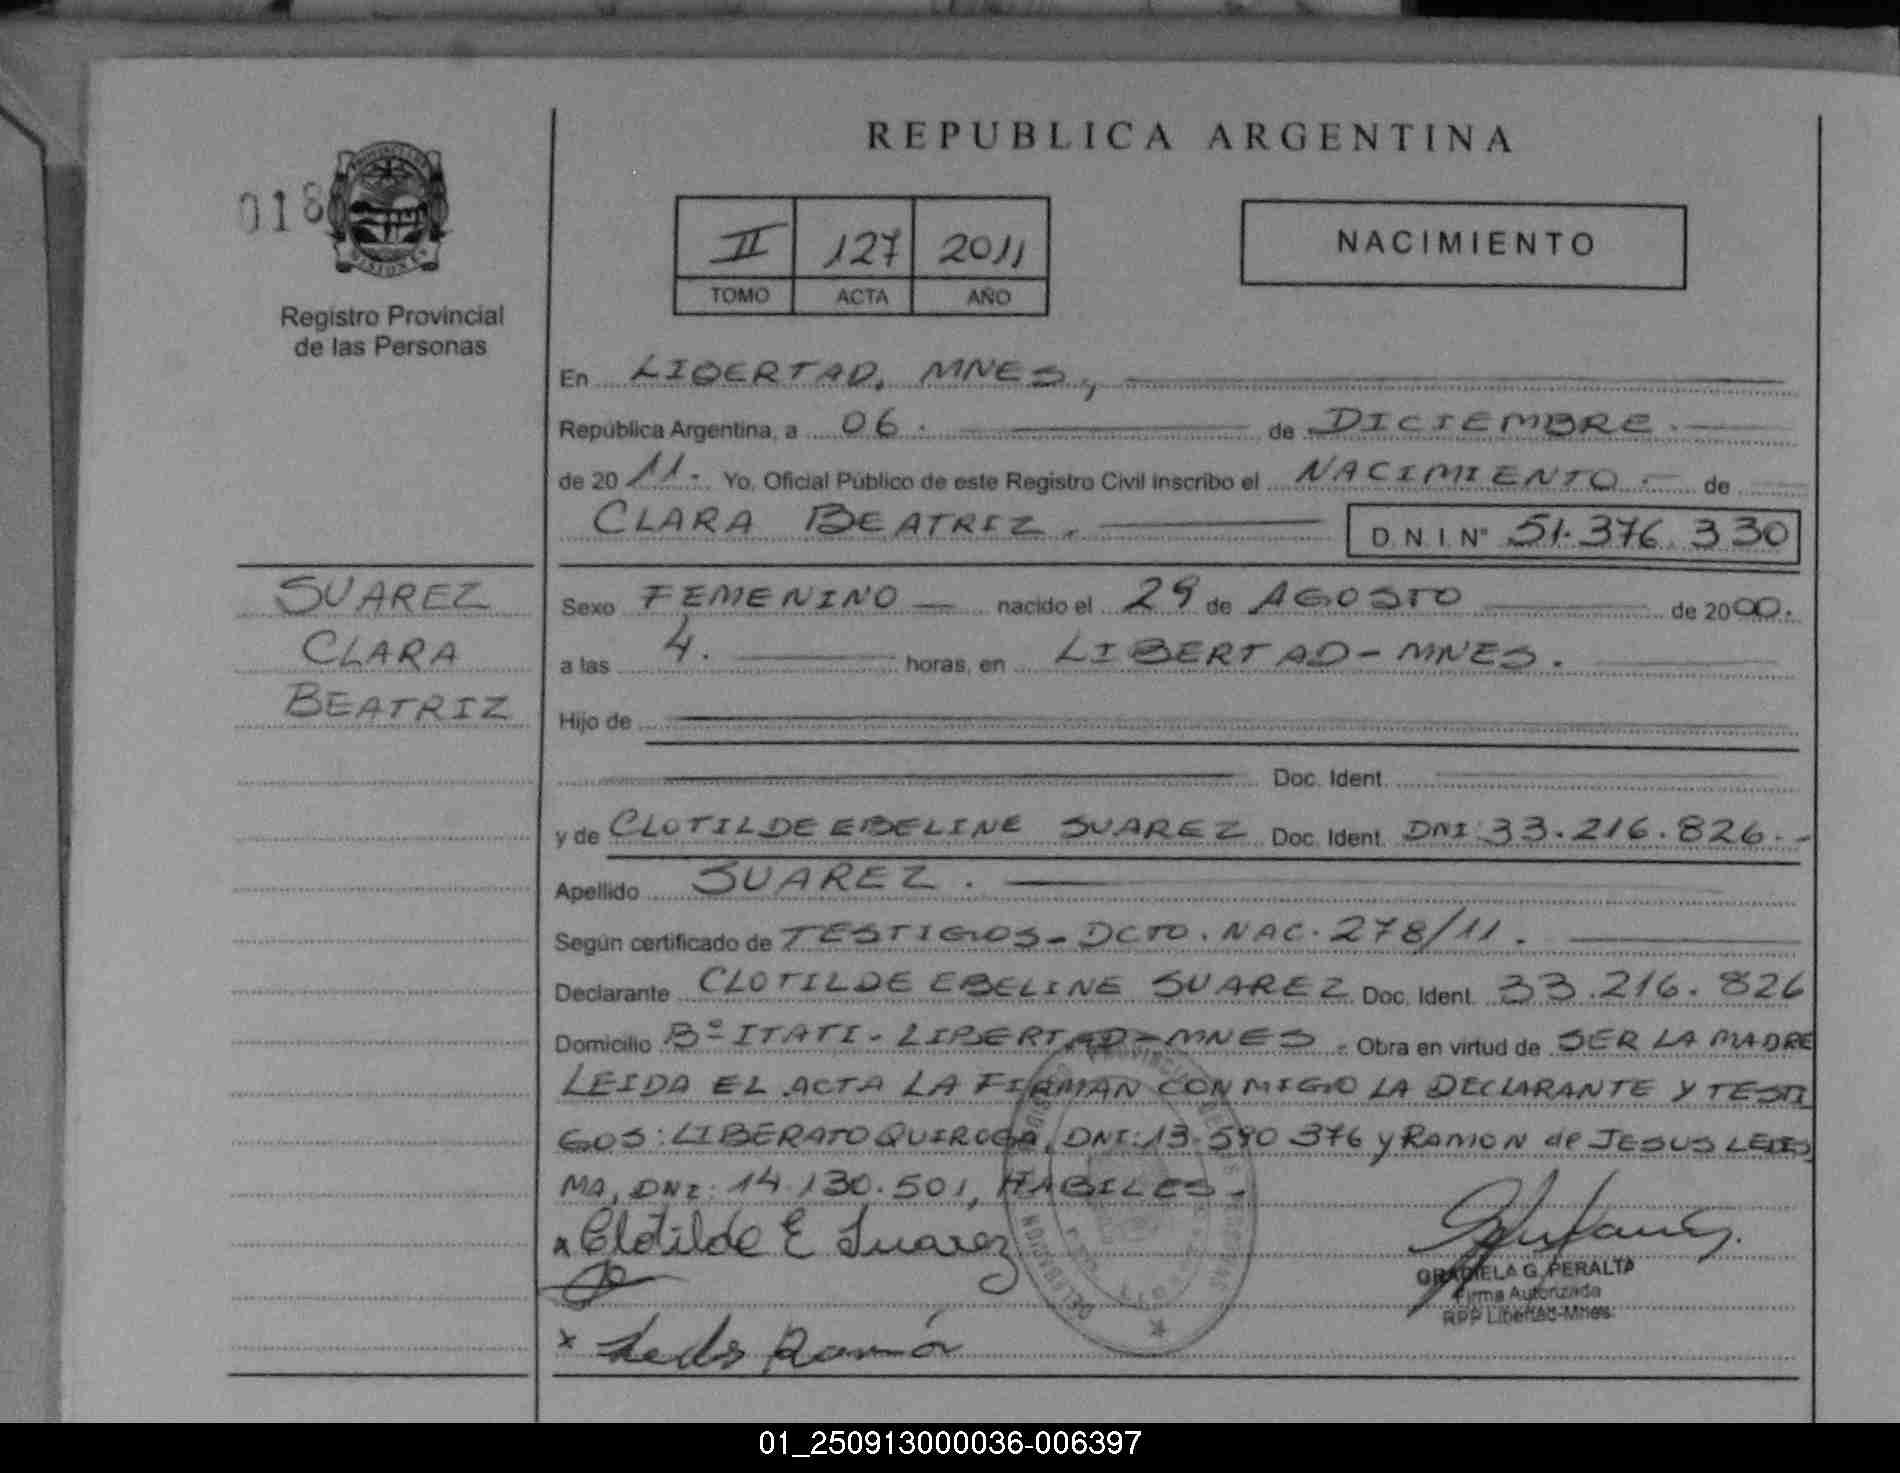 REPUBLICA ARGENTINA
018
PROVINCIA DE
MISIONES
Registro Provincial
de las Personas
II 127 2011
TOMO ACTA AÑO
NACIMIENTO
En LIBERTAD, MNES,
República Argentina, a 06. de DICIEMBRE.
de 2011.- Yo, Oficial Público de este Registro Civil inscribo el NACIMIENTO.- de
CLARA BEATRIZ. D.N.I. Nº 51.376.330
SUAREZ
CLARA
BEATRIZ
Sexo FEMENINO nacido el 29 de AGOSTO de 2000.
a las 4. horas, en LIBERTAD-MNES.
Hijo de
Doc. Ident.
y de CLOTILDE EBELINE SUAREZ Doc. Ident. DNI:33.216.826.-
Apellido SUAREZ.
Según certificado de TESTIGOS-DCTO.NAC.278/11.
Declarante CLOTILDE EBELINE SUAREZ Doc. Ident. 33.216.826
Domicilio Bº ITATI-LIBERTAD-MNES. Obra en virtud de SER LA MADRE
LEIDA EL ACTA LA FIRMAN CONMIGO LA DECLARANTE Y TESTI
GOS: LIBERATO QUIROGA, DNI:13.590 376 y RAMON de JESUS LEDES
MA, DNI: 14.130.501, HABILES-
x Clotilde E Suarez
GRACIELA G. PERALTA
Firma Autorizada
RPP Libertad-Mnes.
x Ramón
01_250913000036-006397